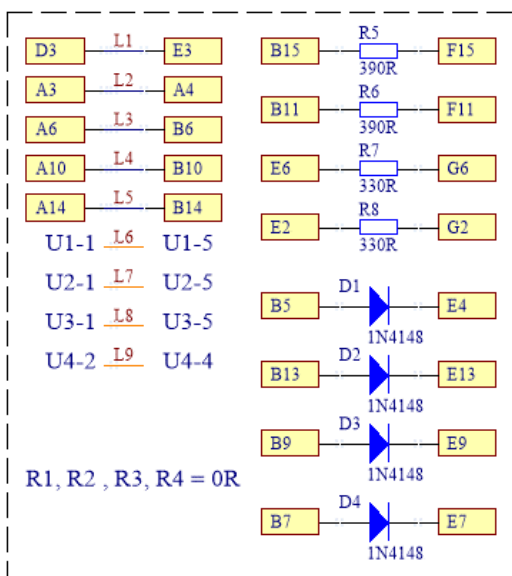 D3 L1 E3
A3 L2 A4
A6 L3 B6
A10 L4 B10
A14 L5 B14
U1-1 L6 U1-5
U2-1 L7 U2-5
U3-1 L8 U3-5
U4-2 L9 U4-4
R1, R2 , R3, R4 = 0R
R5
B15 F15
390R
R6
B11 F11
390R
R7
E6 G6
330R
R8
E2 G2
330R
D1
B5 E4
1N4148
D2
B13 E13
1N4148
D3
B9 E9
1N4148
D4
B7 E7
1N4148